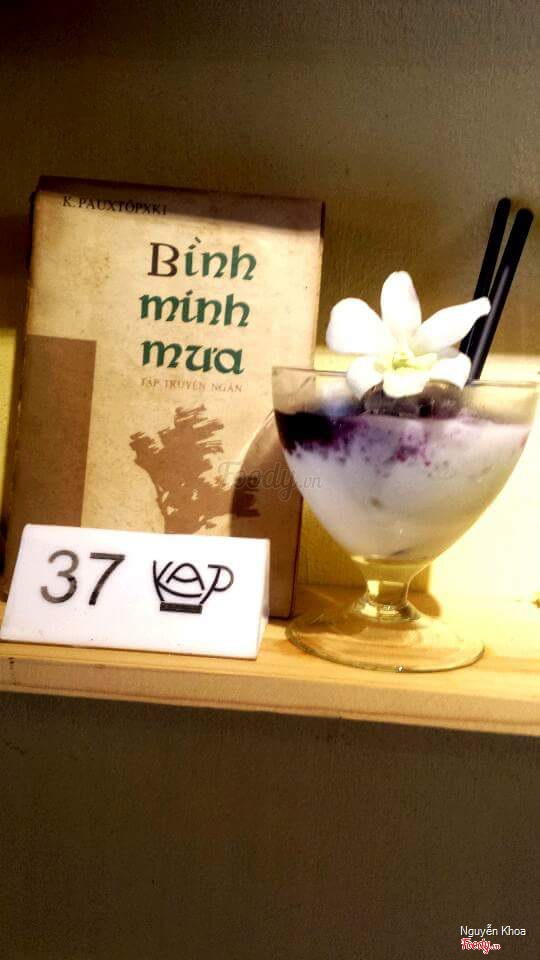 K. PAUXTÔPXKI
Bình
minh
mưa
TẬP TRUYỆN NGẮN
Foody.vn
37 KAP
Nguyễn Khoa
Foody.vn